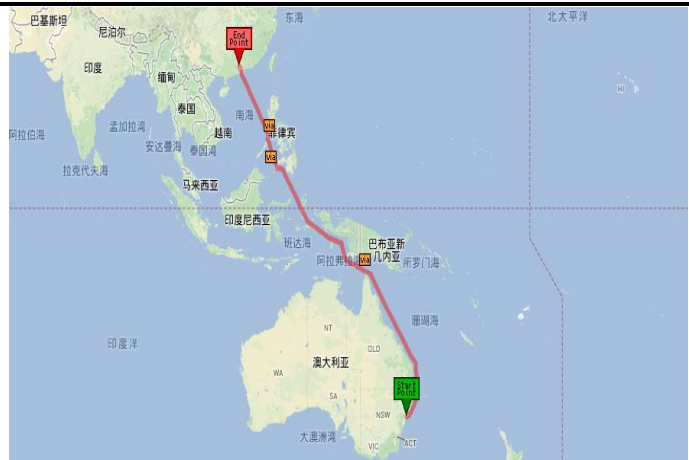 巴基斯坦
尼泊尔
东海
北太平洋
End
Point
印度
缅甸
HI
南海
阿拉伯海
孟加拉湾
泰国
越南
via
菲律宾
安达曼海
泰国湾
拉克代夫海
via
马来西亚
印度尼西亚
班达海
巴布亚新
几内亚
阿拉弗拉海
via
所罗门海
珊瑚海
NT
印度洋
QLD
澳大利亚
WA
SA
Start
Point
NSW
大澳洲湾
VIC
ACT